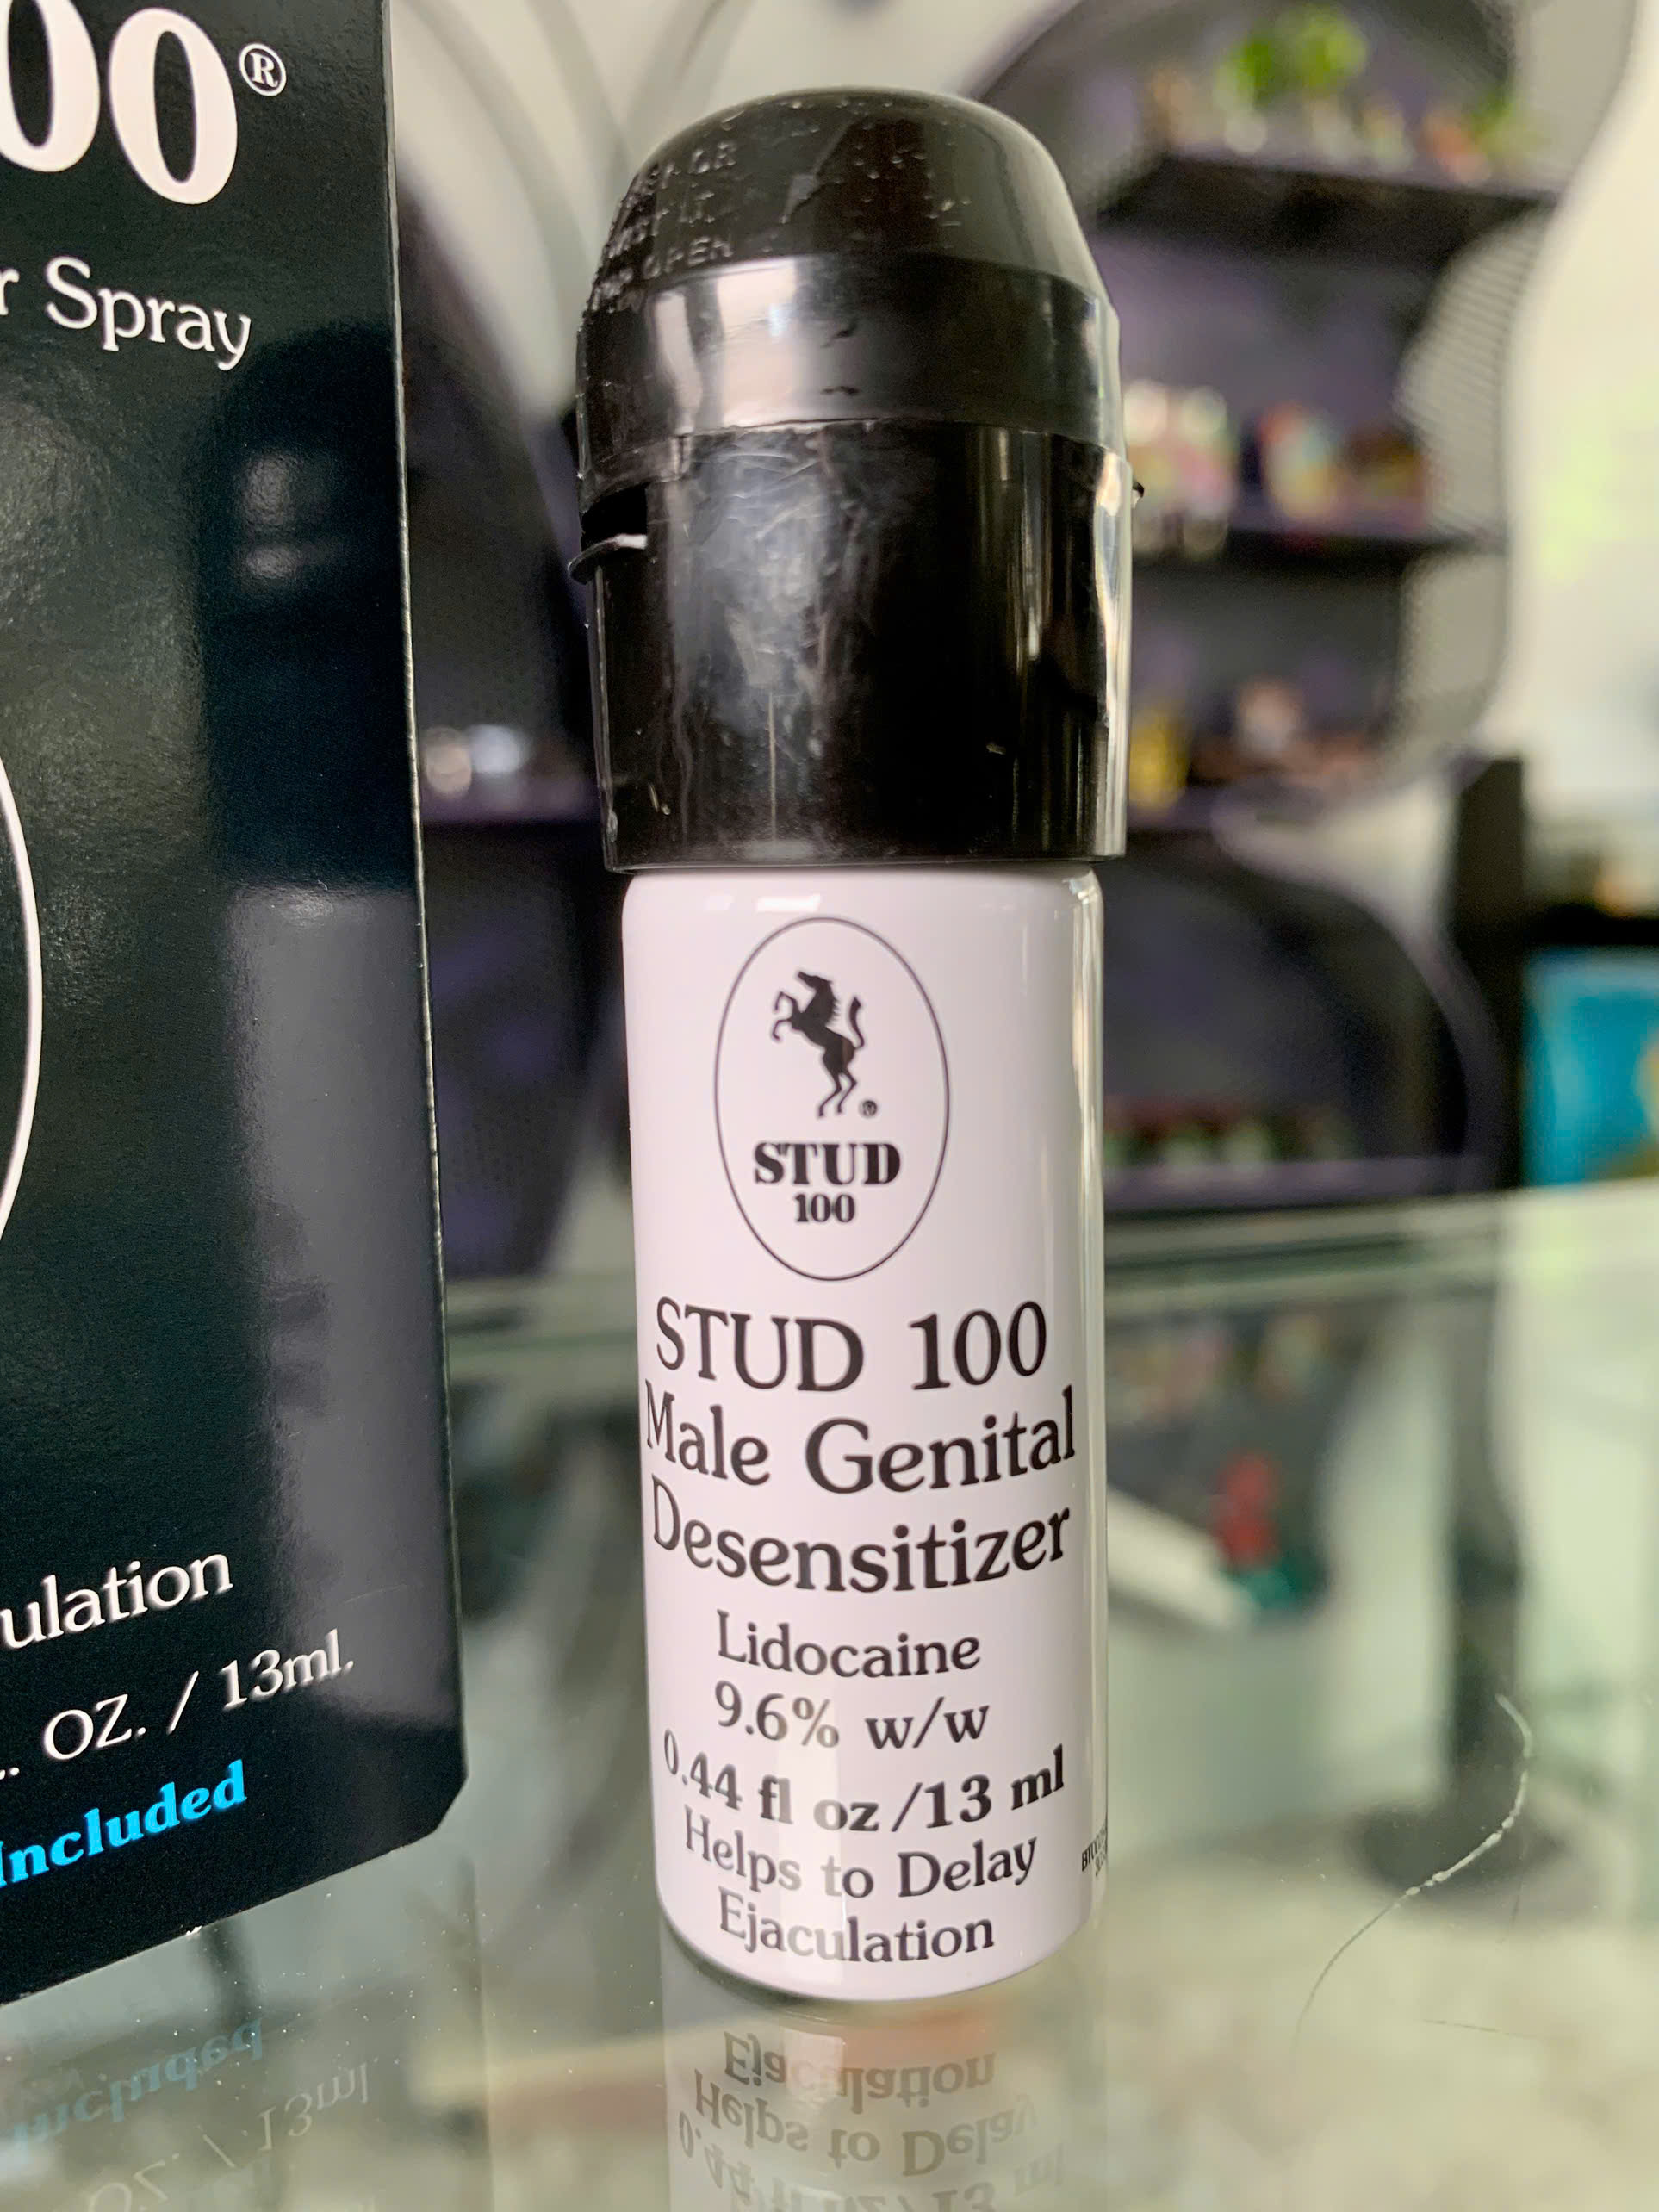 00®
r Spray
ulation
OZ. / 13ml.
Included
OPEN
®
STUD
100
STUD 100
Male Genital
Desensitizer
Lidocaine
9.6% w/w
0.44 fl oz/13 ml
Helps to Delay
Ejaculation